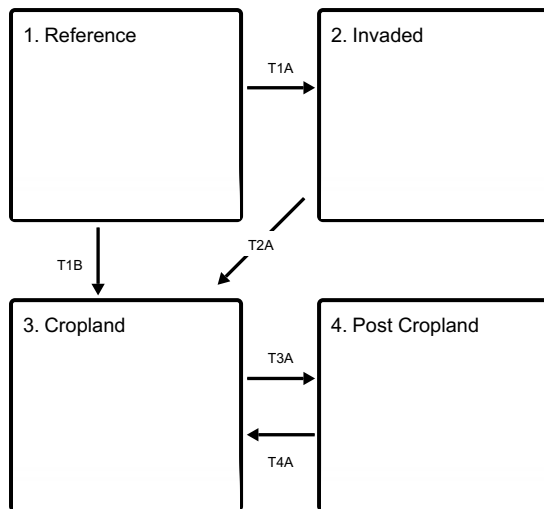 1. Reference
2. Invaded
T1A
T1B
T2A
3. Cropland
4. Post Cropland
T3A
T4A